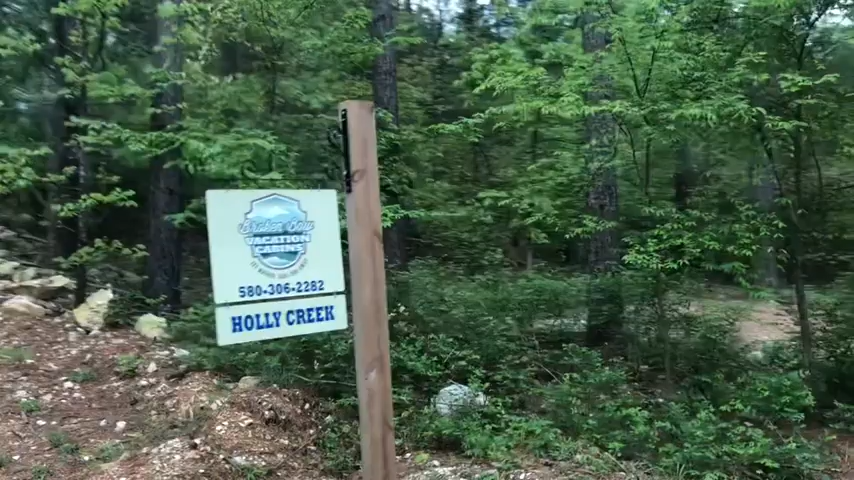 Broken Bow
VACATION
CABINS
580-306-2282
HOLLY CREEK